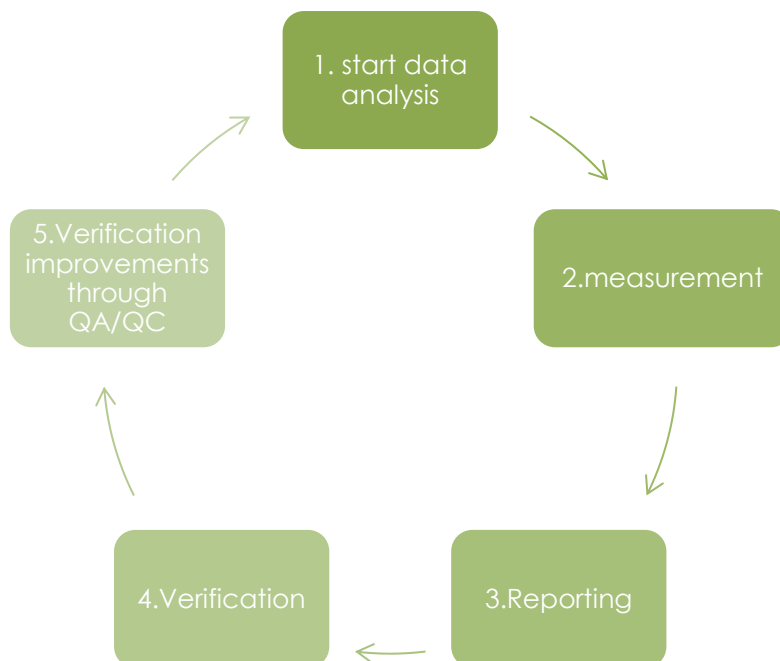 1. start data
analysis
2.measurement
3.Reporting
4.Verification
5.Verification
improvements
through
QA/QC